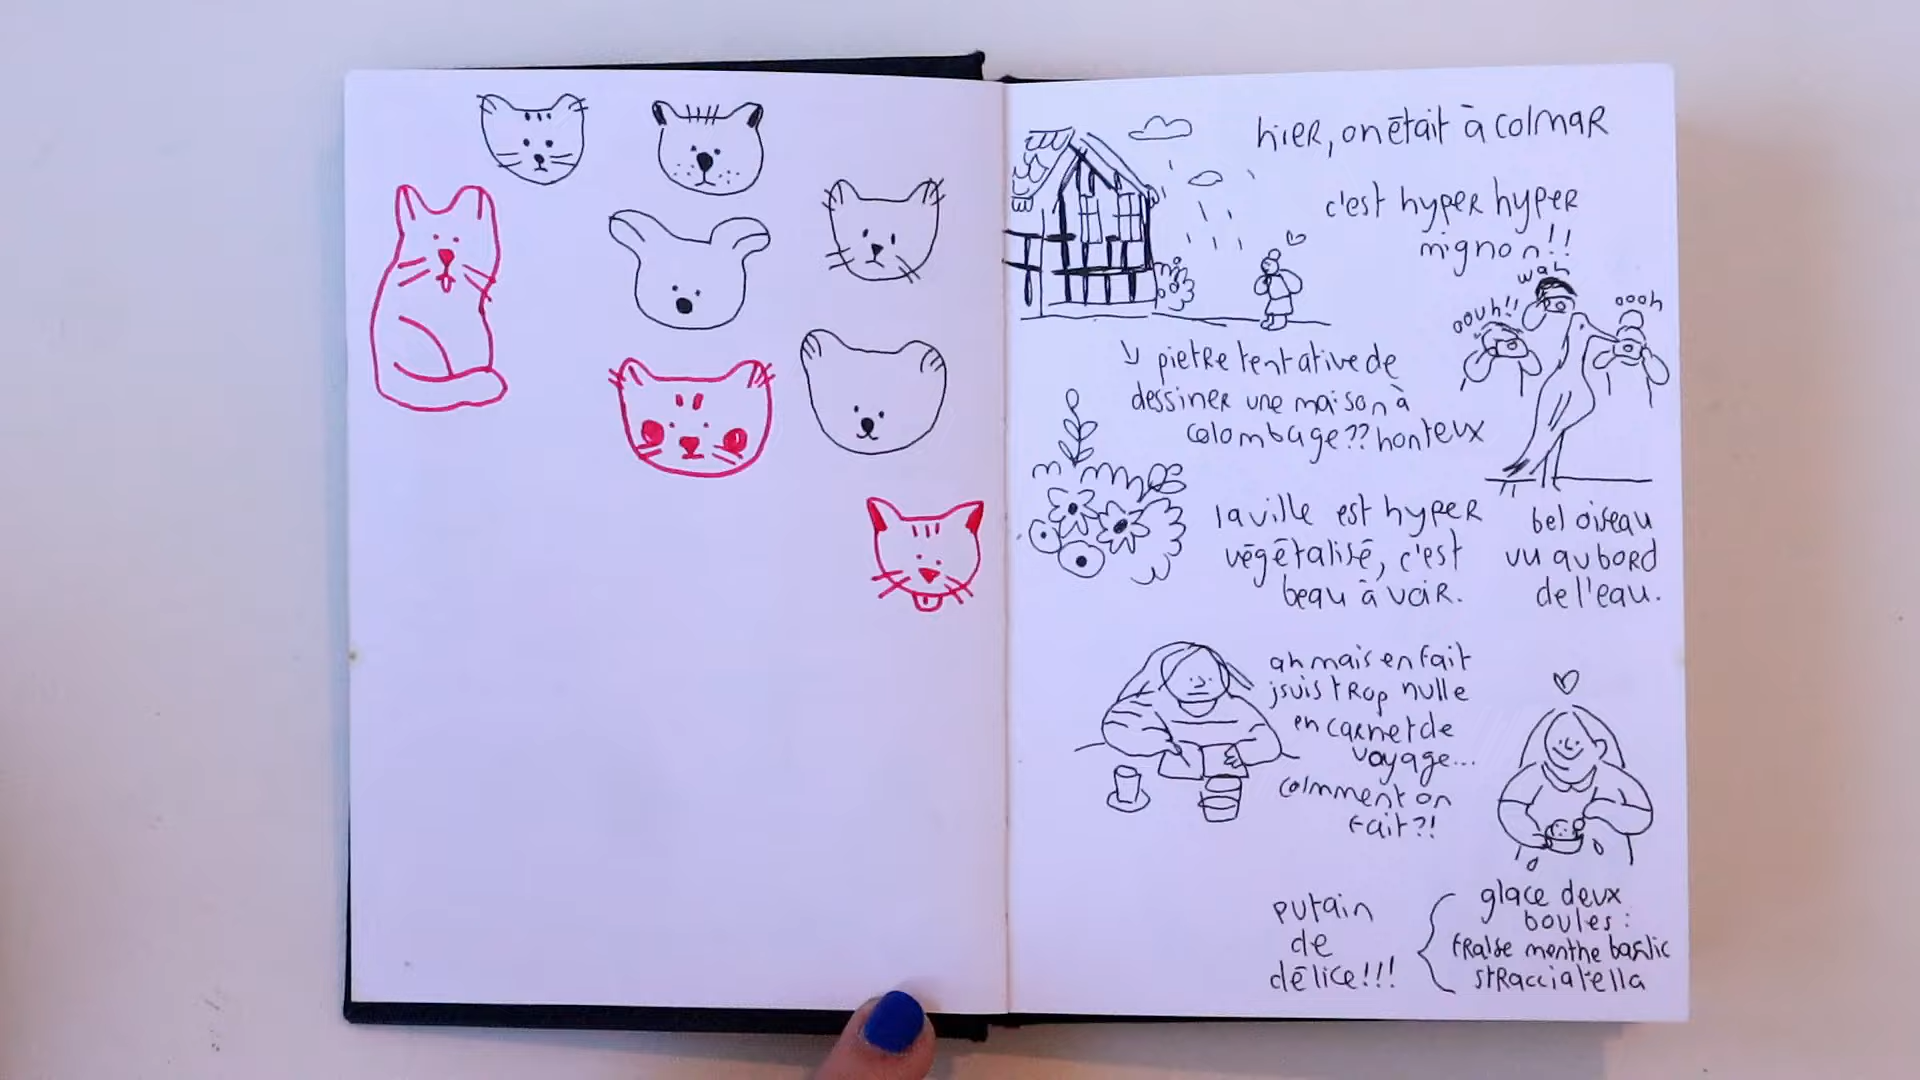 hier, on était à colmar
c'est hyper hyper
mignon!!
wah
oouh!!
oooh
↳ piètre tentative de
dessiner une maison à
colombage?? honteux
la ville est hyper
végétalisé, c'est
beau à voir.
bel oiseau
vu au bord
de l'eau.
ah mais en fait
jsuis trop nulle
en carnet de
voyage...
comment on
fait?!
putain
de
délice!!!
glace deux
boules:
fraise menthe basilic
stracciatella